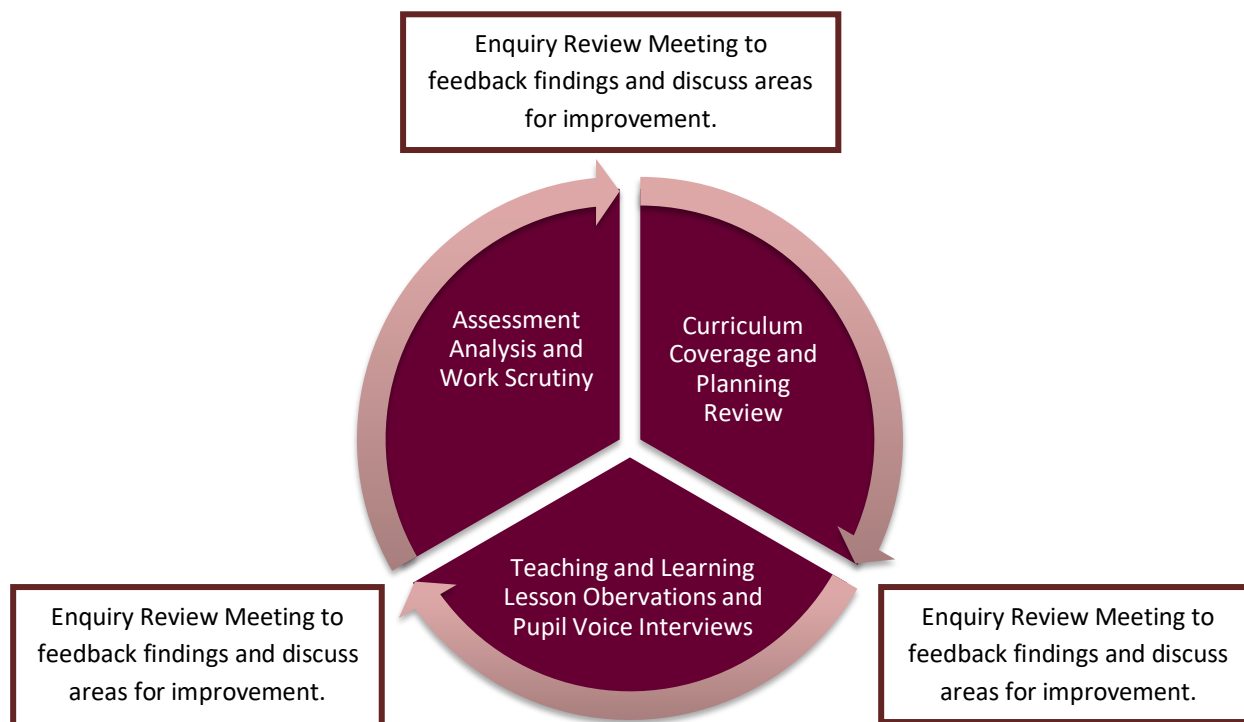 Enquiry Review Meeting to
feedback findings and discuss areas
for improvement.
Assessment
Analysis and
Work Scrutiny
Curriculum
Coverage and
Planning
Review
Teaching and Learning
Lesson Obervations and
Pupil Voice Interviews
Enquiry Review Meeting to
feedback findings and discuss
areas for improvement.
Enquiry Review Meeting to
feedback findings and discuss
areas for improvement.